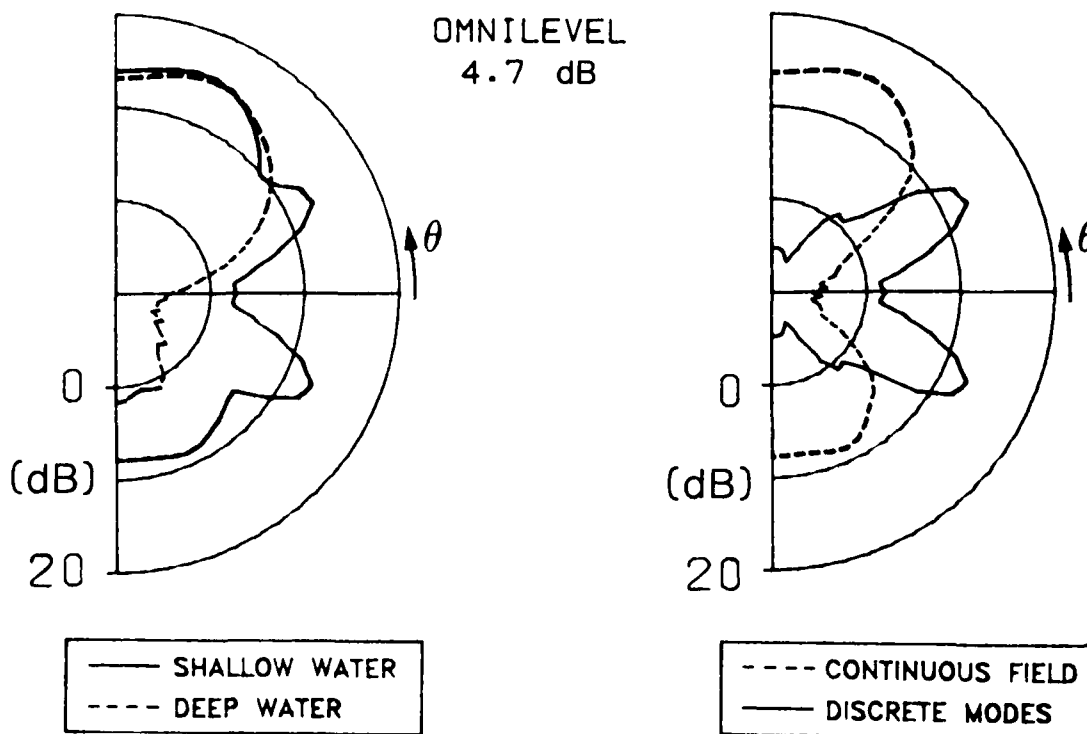 OMNILEVEL
4.7 dB
θ
0
(dB)
20
SHALLOW WATER
DEEP WATER
θ
0
(dB)
20
CONTINUOUS FIELD
DISCRETE MODES